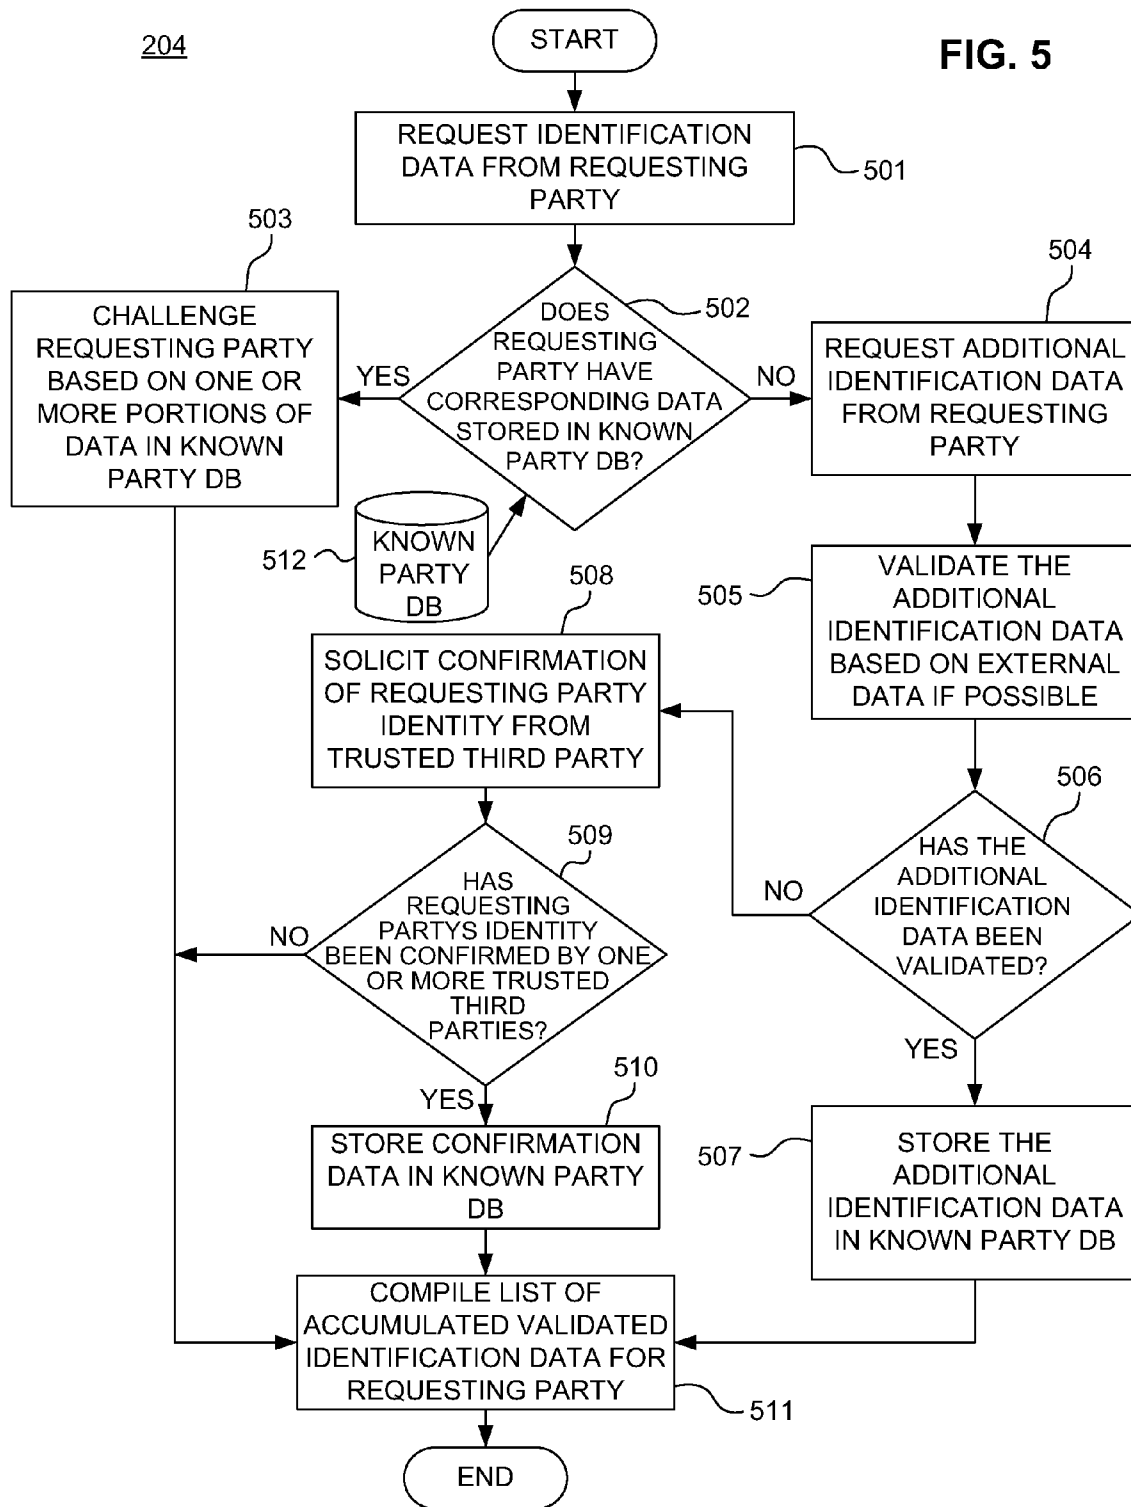 204
START
FIG. 5
REQUEST IDENTIFICATION
DATA FROM REQUESTING
PARTY
501
503
CHALLENGE
REQUESTING PARTY
BASED ON ONE OR
MORE PORTIONS OF
DATA IN KNOWN
PARTY DB
502
DOES
REQUESTING
PARTY HAVE
CORRESPONDING DATA
STORED IN KNOWN
PARTY DB?
YES
NO
504
REQUEST ADDITIONAL
IDENTIFICATION DATA
FROM REQUESTING
PARTY
512
KNOWN
PARTY
DB
505
VALIDATE THE
ADDITIONAL
IDENTIFICATION DATA
BASED ON EXTERNAL
DATA IF POSSIBLE
508
SOLICIT CONFIRMATION
OF REQUESTING PARTY
IDENTITY FROM
TRUSTED THIRD PARTY
506
HAS THE
ADDITIONAL
IDENTIFICATION
DATA BEEN
VALIDATED?
NO
YES
509
HAS
REQUESTING
PARTYS IDENTITY
BEEN CONFIRMED BY ONE
OR MORE TRUSTED
THIRD
PARTIES?
NO
YES
510
STORE CONFIRMATION
DATA IN KNOWN PARTY
DB
507
STORE THE
ADDITIONAL
IDENTIFICATION DATA
IN KNOWN PARTY DB
COMPILE LIST OF
ACCUMULATED VALIDATED
IDENTIFICATION DATA FOR
REQUESTING PARTY
511
END